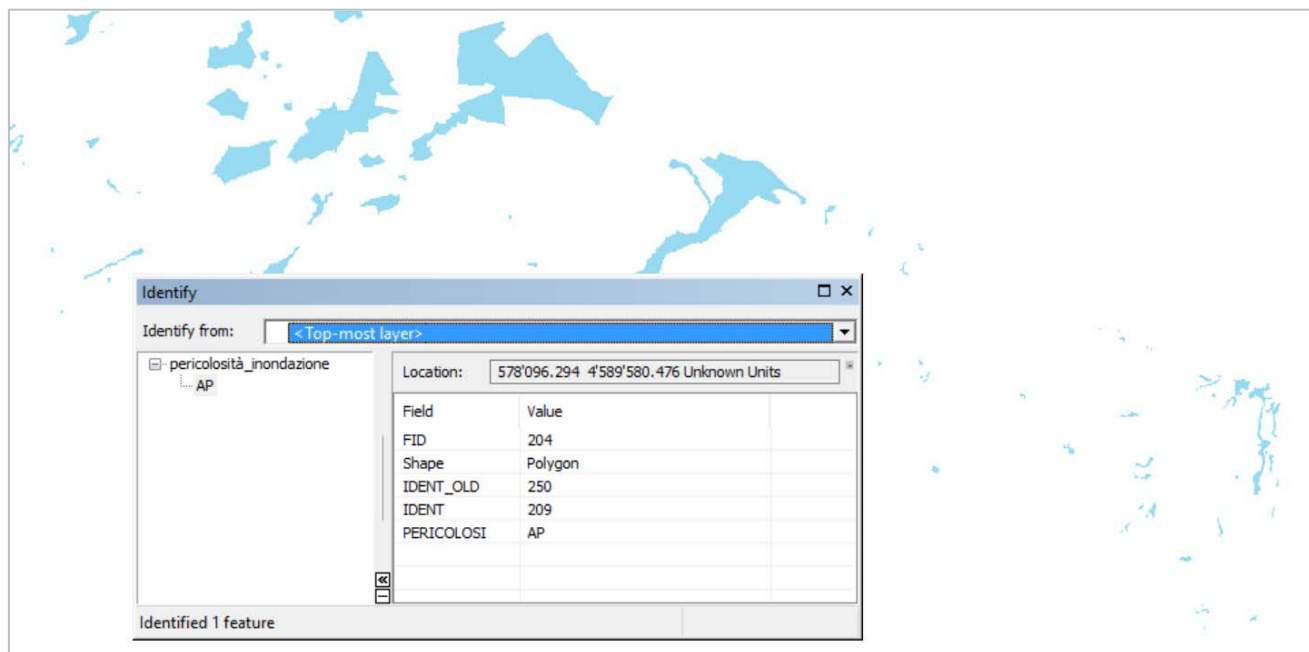 Identify
Identify from: <Top-most layer>
pericolosità_inondazione
AP
Location: 578'096.294 4'589'580.476 Unknown Units
Field Value
FID 204
Shape Polygon
IDENT_OLD 250
IDENT 209
PERICOLOSI AP
Identified 1 feature